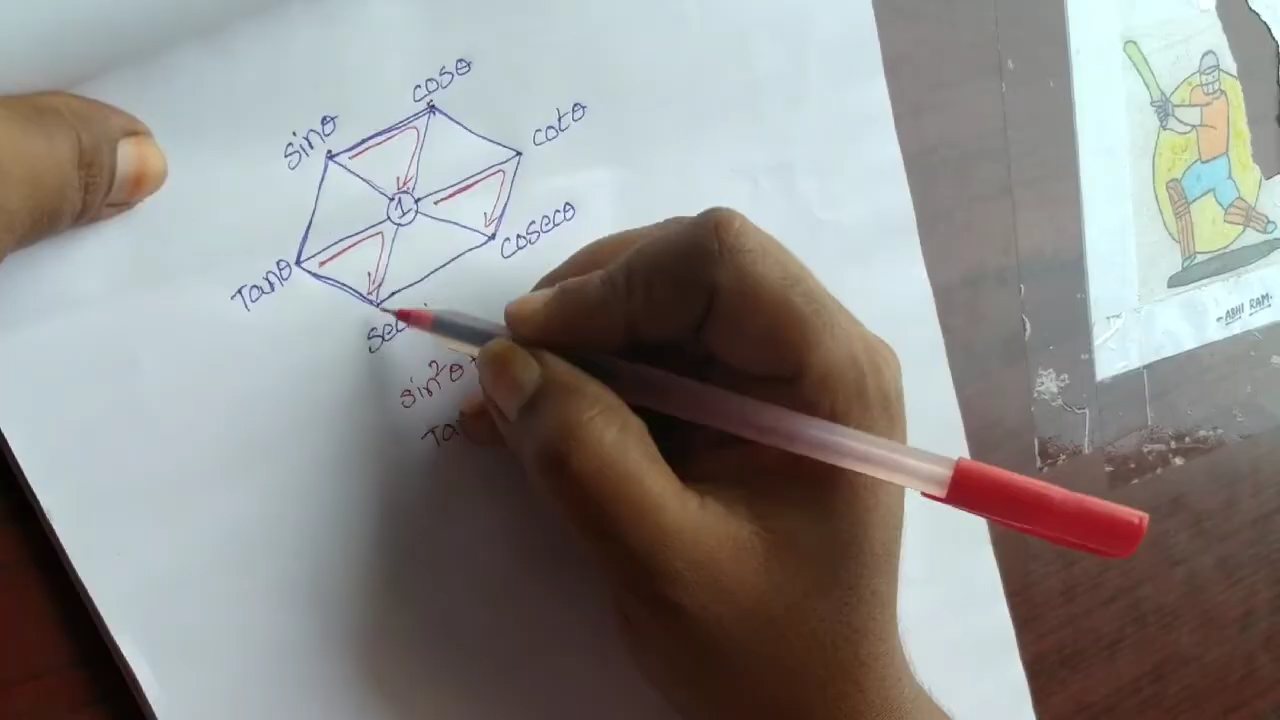 cosθ
sinθ
cotθ
1
cosecθ
Tanθ
sin²θ
-ABHI RAM-